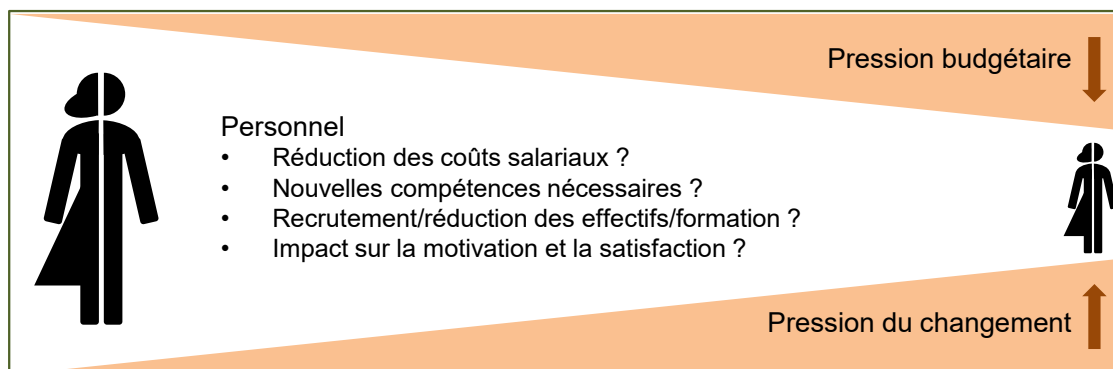 Pression budgétaire
Personnel
• Réduction des coûts salariaux ?
• Nouvelles compétences nécessaires ?
• Recrutement/réduction des effectifs/formation ?
• Impact sur la motivation et la satisfaction ?
Pression du changement